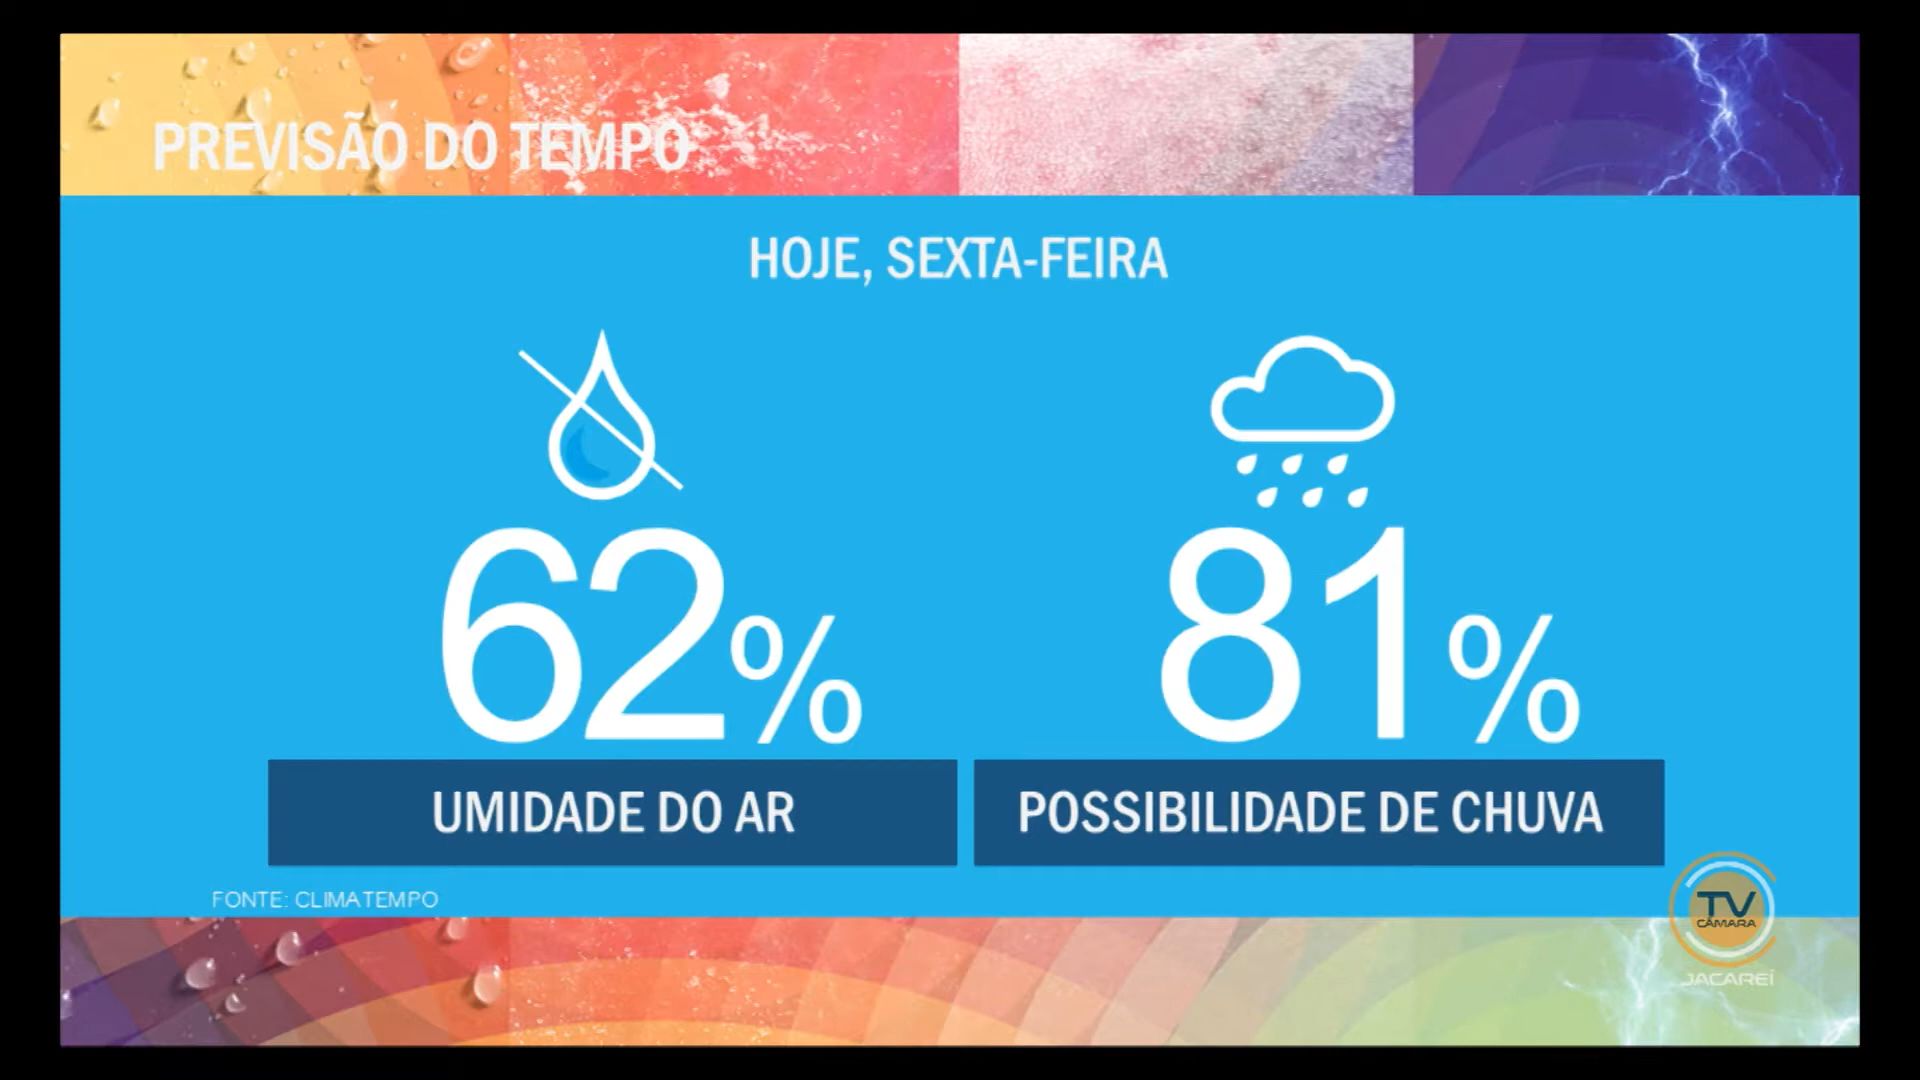 PREVISÃO DO TEMPO
HOJE, SEXTA-FEIRA
62% 81%
UMIDADE DO AR POSSIBILIDADE DE CHUVA
FONTE: CLIMATEMPO
TV
CÂMARA
JACAREÍ